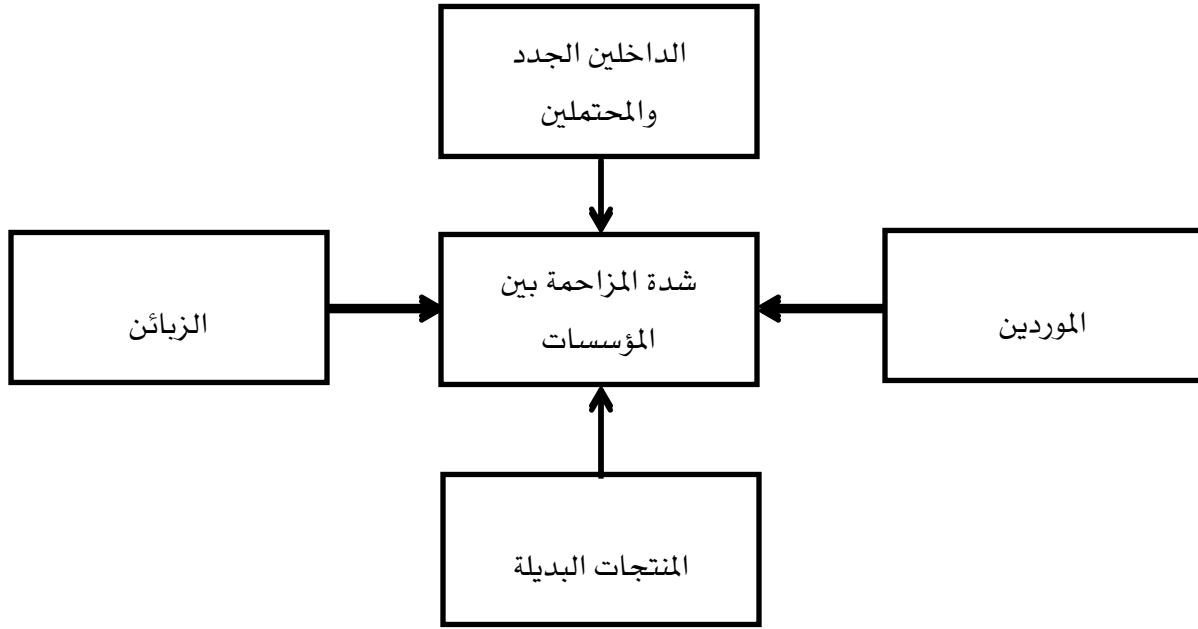 الداخلين الجدد
والمحتملين
شدة المزاحمة بين
المؤسسات
الموردين
الزبائن
المنتجات البديلة